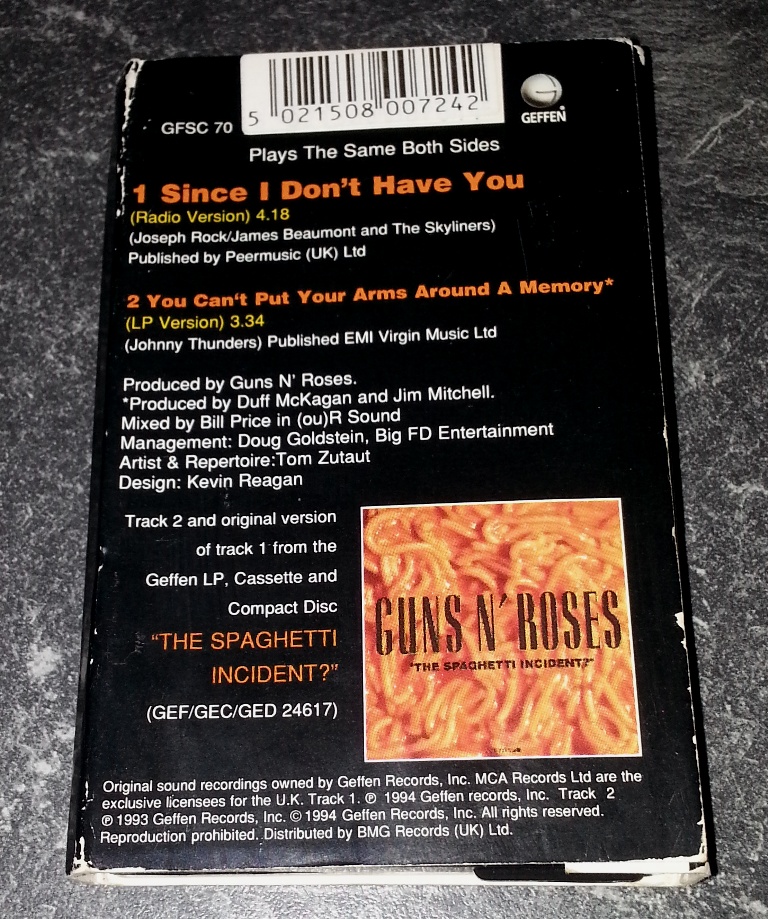 5 021508 007242
GFSC 70
GEFFEN
Plays The Same Both Sides
1 Since I Don't Have You
(Radio Version) 4.18
(Joseph Rock/James Beaumont and The Skyliners)
Published by Peermusic (UK) Ltd
2 You Can't Put Your Arms Around A Memory*
(LP Version) 3.34
(Johnny Thunders) Published EMI Virgin Music Ltd
Produced by Guns N' Roses.
*Produced by Duff McKagan and Jim Mitchell.
Mixed by Bill Price in (ou)R Sound
Management: Doug Goldstein, Big FD Entertainment
Artist & Repertoire:Tom Zutaut
Design: Kevin Reagan
Track 2 and original version
of track 1 from the
Geffen LP, Cassette and
Compact Disc
"THE SPAGHETTI
INCIDENT?"
(GEF/GEC/GED 24617)
GUNS N' ROSES
"THE SPAGHETTI INCIDENT?"
Original sound recordings owned by Geffen Records, Inc. MCA Records Ltd are the
exclusive licensees for the U.K. Track 1. ℗ 1994 Geffen records, Inc. Track 2
℗ 1993 Geffen Records, Inc. © 1994 Geffen Records, Inc. All rights reserved.
Reproduction prohibited. Distributed by BMG Records (UK) Ltd.